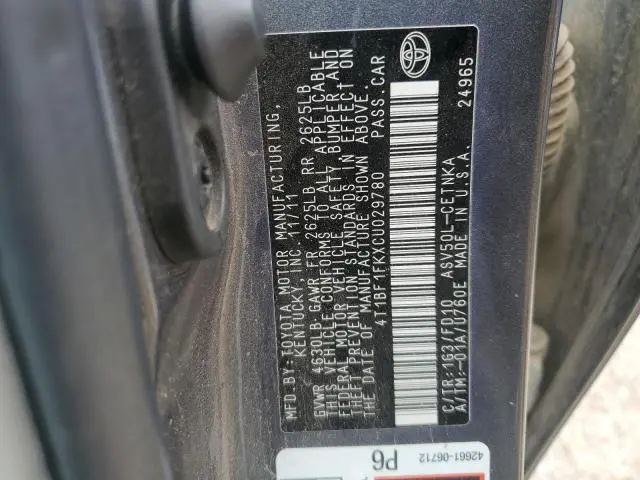 MFD BY: TOYOTA MOTOR MANUFACTURING,
KENTUCKY, INC. 11/11
GVWR 4630LB GAWR FR 2625LB RR 2625LB
THIS VEHICLE CONFORMS TO ALL APPLICABLE
FEDERAL MOTOR VEHICLE SAFETY, BUMPER AND
THEFT PREVENTION STANDARDS IN EFFECT ON
DATE OF MANUFACTURE SHOWN ABOVE.
4T1BF1FKXCU029780 PASS.CAR
C/TR:1G3/FD10 ASV50L-CETNKA
A/TM:-01A/U760E MADE IN U.S.A.
24965
42661-06712
P6